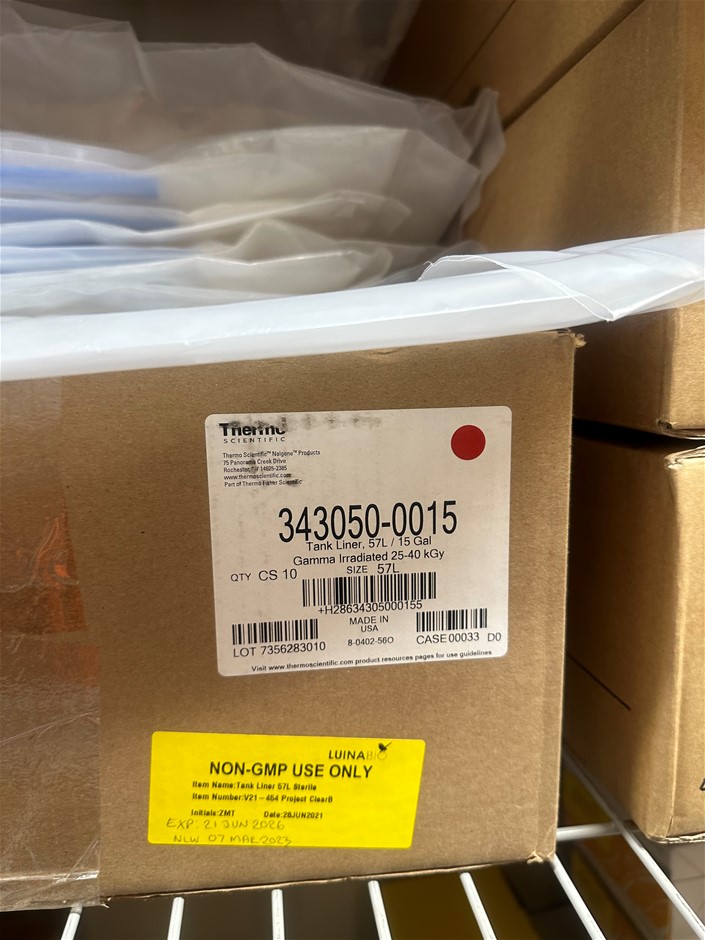 Thermo
SCIENTIFIC
Thermo Scientific™ Nalgene™ Products
75 Panorama Creek Drive
Rochester, NY 14625-2385
www.thermoscientific.com
Part of Thermo Fisher Scientific
343050-0015
Tank Liner, 57L / 15 Gal
Gamma Irradiated 25-40 kGy
QTY CS 10 SIZE 57L
+H28634305000155
MADE IN
USA
LOT 7356283010 8-0402-56O CASE 00033 D0
Visit www.thermoscientific.com product resources pages for use guidelines
LUINABIO
NON-GMP USE ONLY
Item Name:Tank Liner 57L Sterile
Item Number:V21-464 Project ClearB
Initials:ZMT Date:28JUN2021
EXP: 21 JUN 2026
NLW 07 MAR 2023